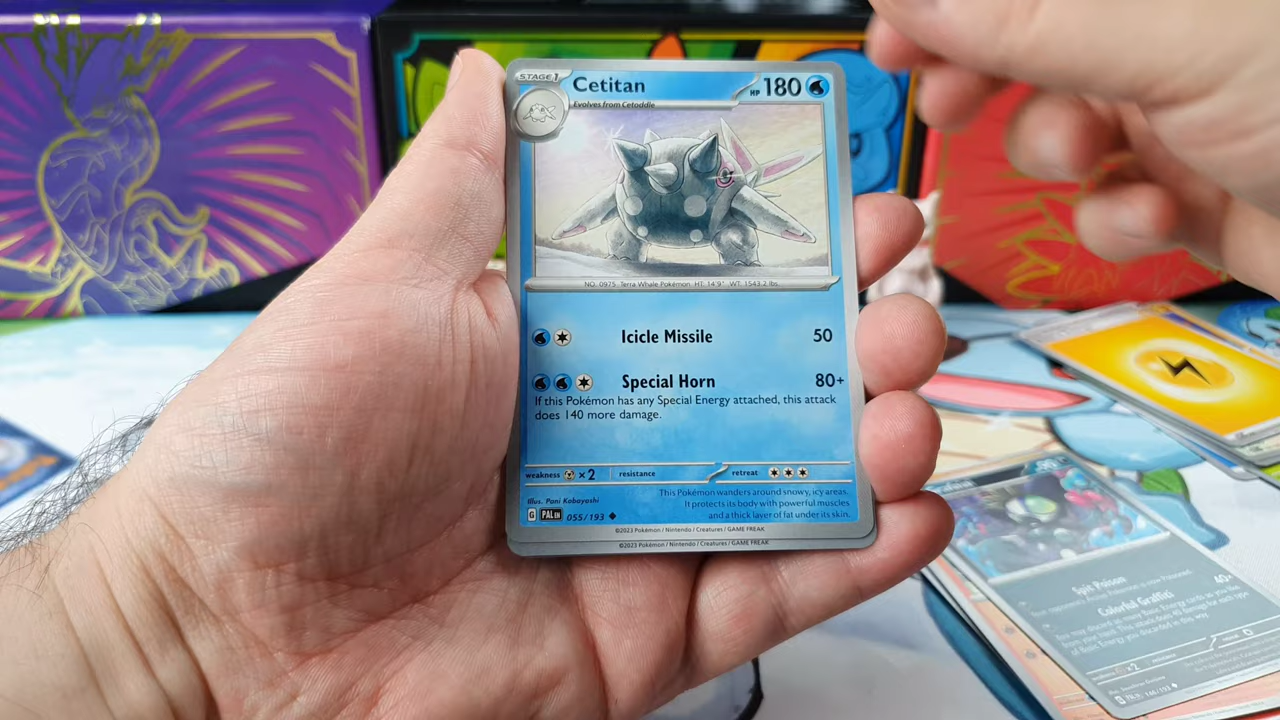 STAGE 1
Cetitan
HP 180
Evolves from Cetoddle
NO. 0975 Terra Whale Pokémon HT: 14'9" WT: 1543.2 lbs
Icicle Missile 50
Special Horn 80+
If this Pokémon has any Special Energy attached, this attack
does 140 more damage.
weakness ×2 resistance retreat
Illus. Pani Kobayashi
This Pokémon wanders around snowy, icy areas.
It protects its body with powerful muscles
and a thick layer of fat under its skin.
G PAL EN 055/193
©2023 Pokémon / Nintendo / Creatures / GAME FREAK
©2023 Pokémon / Nintendo / Creatures / GAME FREAK
Spit Poison
Colorful Graffiti 40+